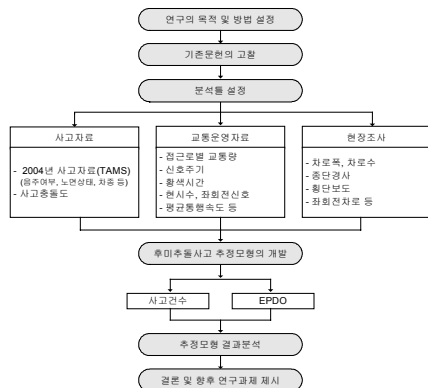 연구의 목적 및 방법 설정
기존문헌의 고찰
분석틀 설정
사고자료
- 2004년 사고자료(TAMS)
(음주여부, 노면상태, 차종 등)
- 사고충돌도
교통운영자료
- 접근로별 교통량
- 신호주기
- 황색시간
- 현시수, 좌회전신호
- 평균통행속도 등
현장조사
- 차로폭, 차로수
- 종단경사
- 횡단보도
- 좌회전차로 등
후미추돌사고 추정모형의 개발
사고건수
EPDO
추정모형 결과분석
결론 및 향후 연구과제 제시